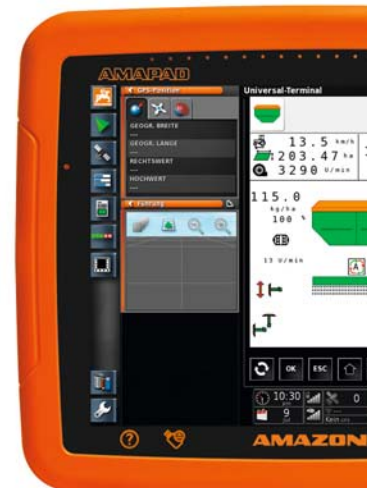 AMAPAD
GPS-Position
GEOGR. BREITE
---
GEOGR. LÄNGE
---
RECHTSWERT
---
HOCHWERT
---
Führung
Universal-Terminal
13.5 km/h
203.47 ha
3290 U/min
115.0
kg/ha
100 %
13 U/min
A
OK
ESC
10:30
9
0
AMAZON